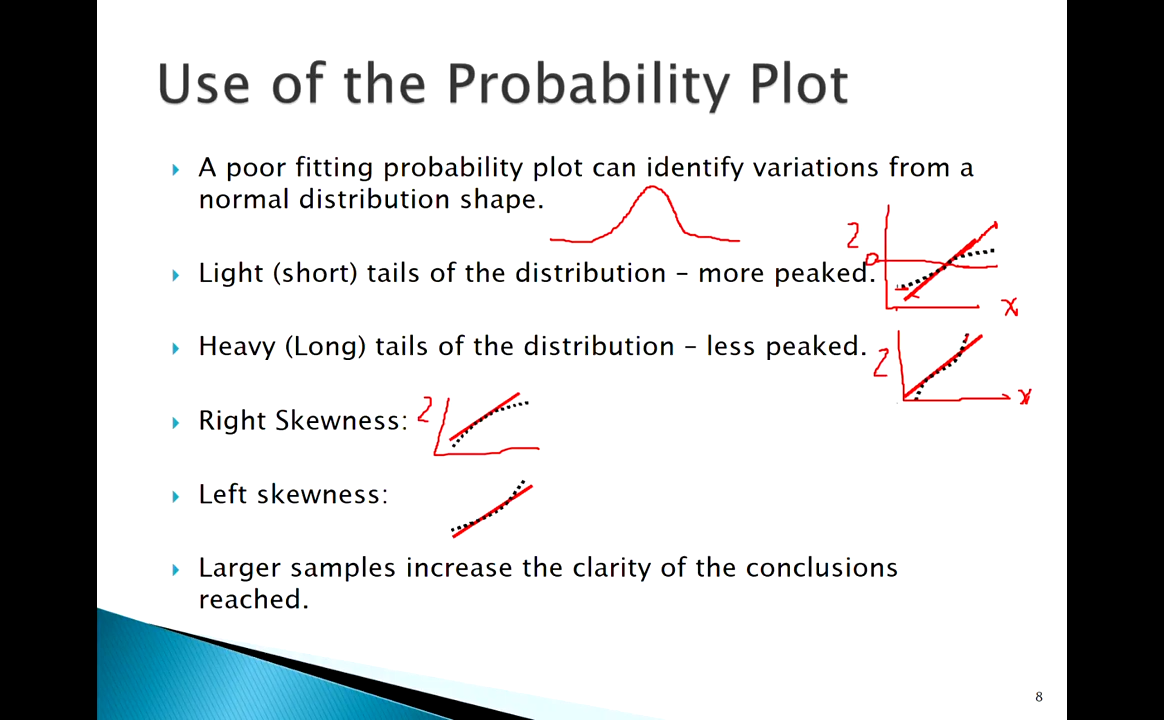 Use of the Probability Plot
A poor fitting probability plot can identify variations from a
normal distribution shape.
Z
0
Light (short) tails of the distribution – more peaked.
x
Heavy (Long) tails of the distribution – less peaked.
Z
x
Right Skewness:
Z
Left skewness:
Larger samples increase the clarity of the conclusions
reached.
8